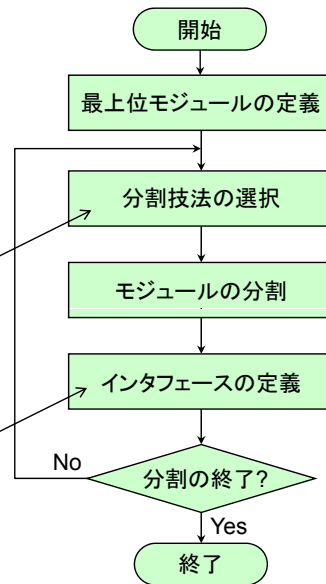 開始
最上位モジュールの定義
分割技法の選択
モジュールの分割
インタフェースの定義
分割の終了?
No
Yes
終了